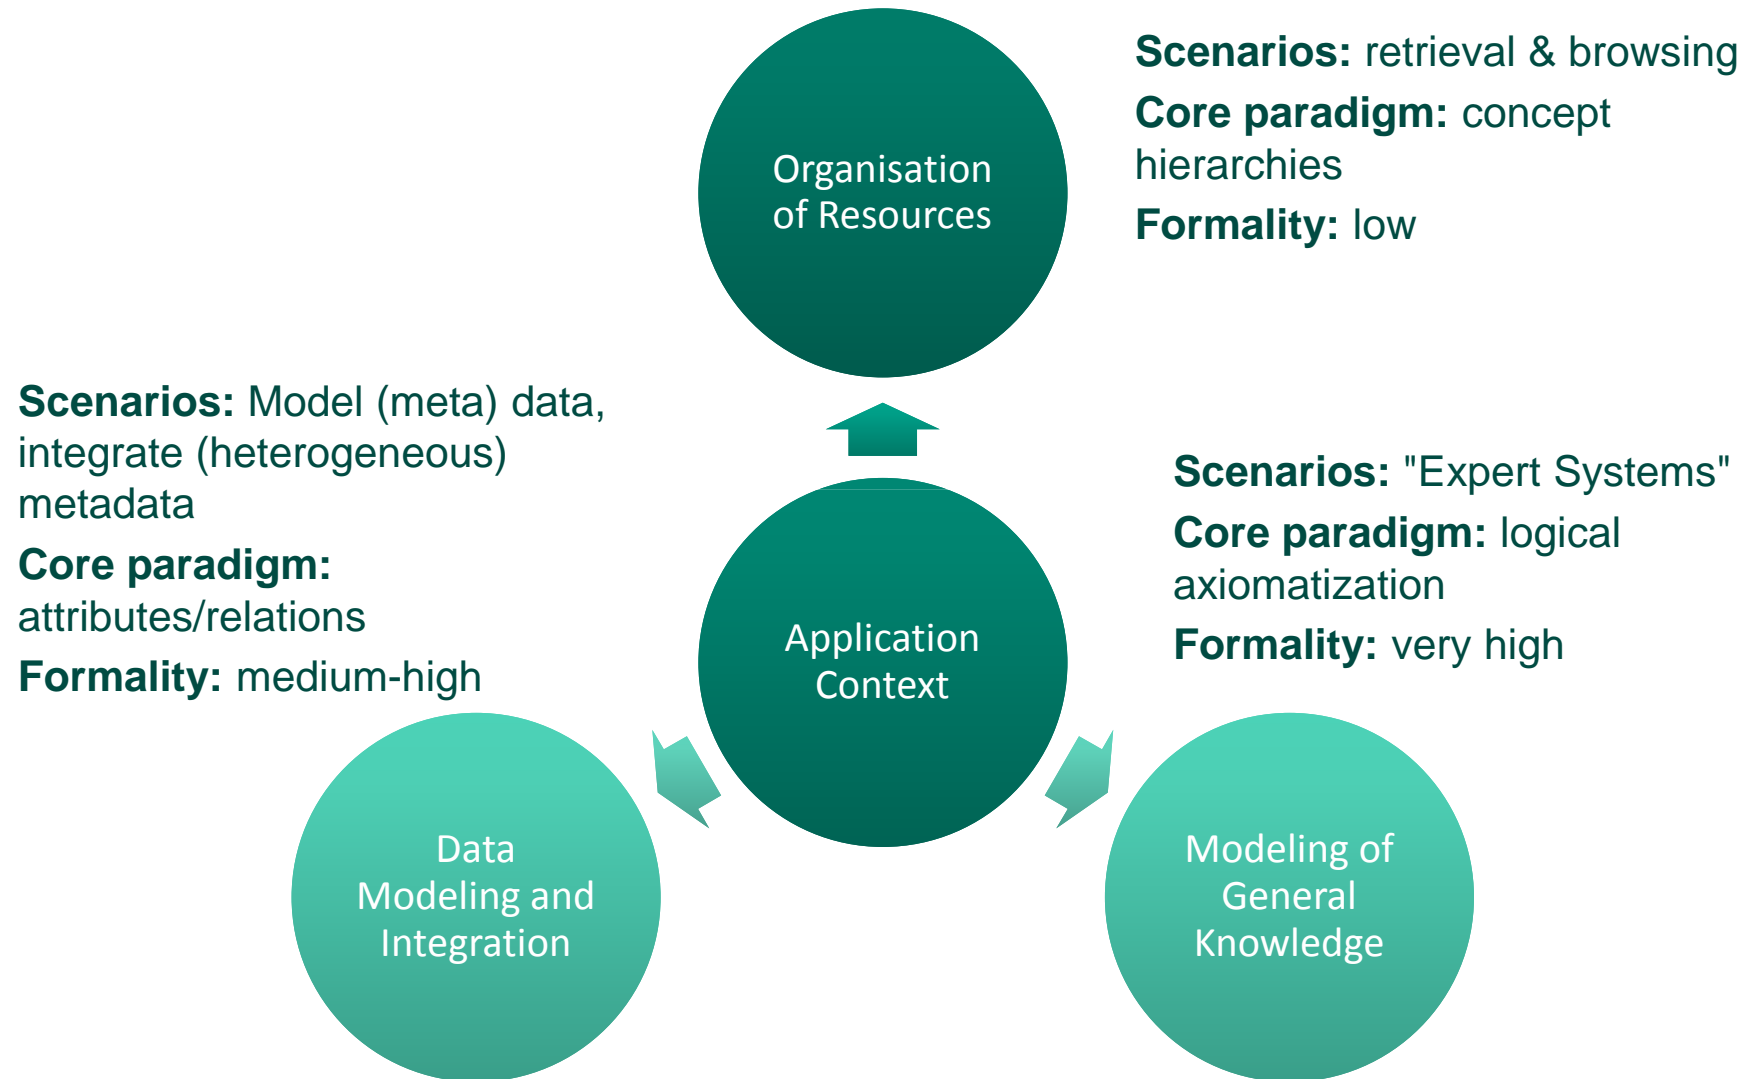 Organisation
of Resources
Scenarios: retrieval & browsing
Core paradigm: concept
hierarchies
Formality: low
Scenarios: Model (meta) data,
integrate (heterogeneous)
metadata
Core paradigm:
attributes/relations
Formality: medium-high
Application
Context
Scenarios: "Expert Systems"
Core paradigm: logical
axiomatization
Formality: very high
Data
Modeling and
Integration
Modeling of
General
Knowledge